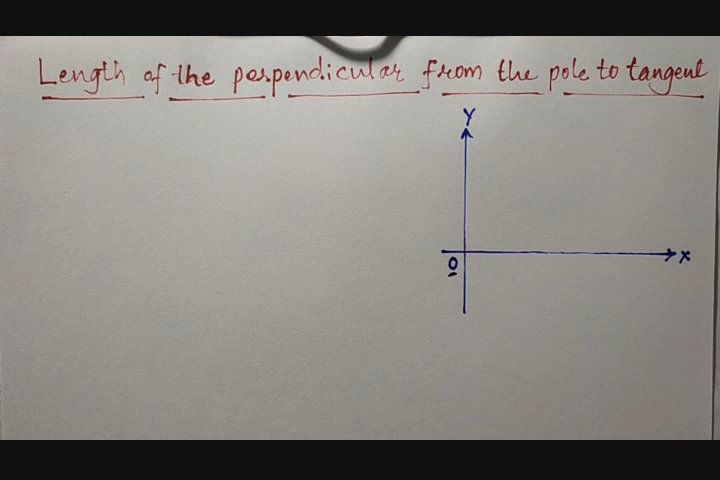 Length of the perpendicular from the pole to tangent
Y
O
X